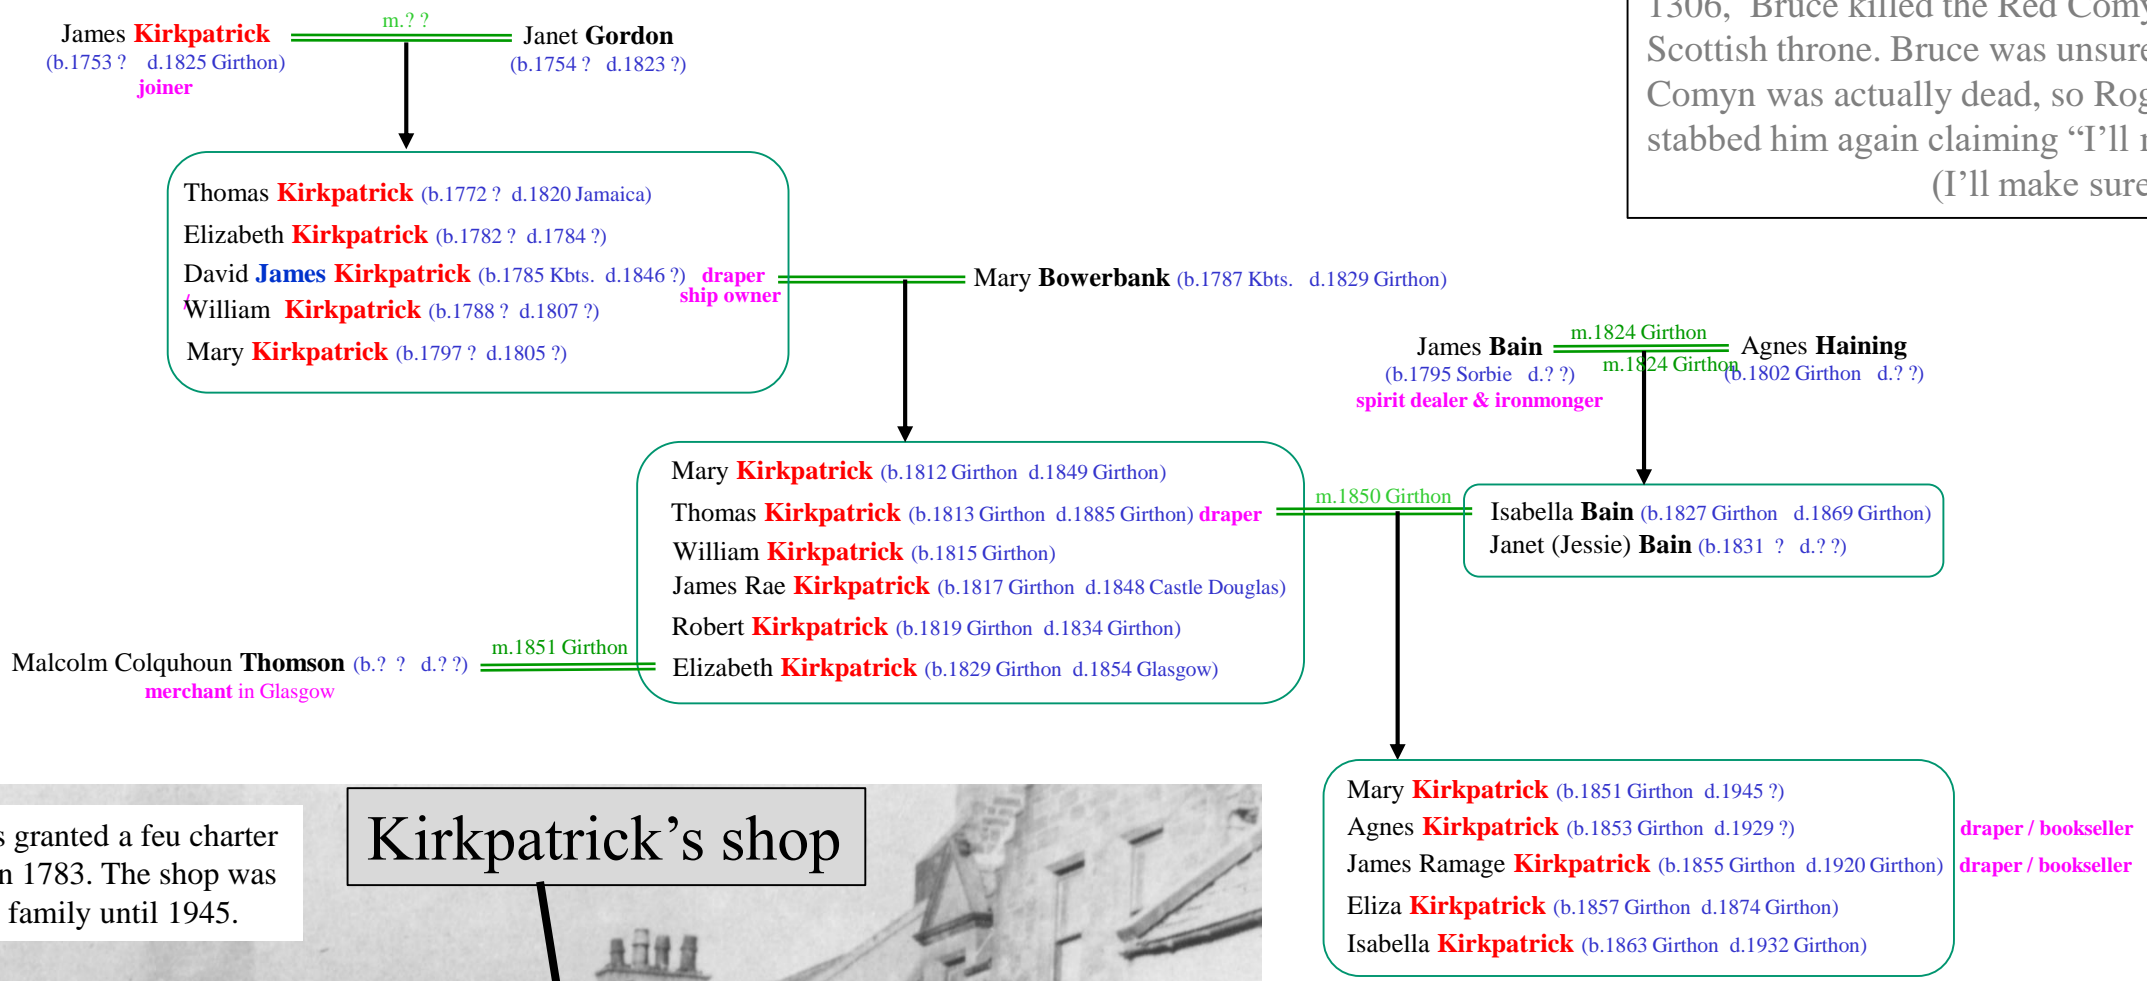 1306, Bruce killed the Red
Scottish throne. Bruce was
Comyn was actually dead, so
stabbed him again claiming “I’ll
(I’ll make sure
m.? ?
James Kirkpatrick
(b.1753 ? d.1825 Girthon)
joiner
Janet Gordon
(b.1754 ? d.1823 ?)
Thomas Kirkpatrick (b.1772 ? d.1820 Jamaica)
Elizabeth Kirkpatrick (b.1782 ? d.1784 ?)
David James Kirkpatrick (b.1785 Kbts. d.1846 ?) draper
ship owner
William Kirkpatrick (b.1788 ? d.1807 ?)
Mary Kirkpatrick (b.1797 ? d.1805 ?)
Mary Bowerbank (b.1787 Kbts. d.1829 Girthon)
m.1824 Girthon
James Bain
(b.1795 Sorbie d.? ?)
spirit dealer & ironmonger
m.1824 Girthon
Agnes Haining
(b.1802 Girthon d.? ?)
Mary Kirkpatrick (b.1812 Girthon d.1849 Girthon)
Thomas Kirkpatrick (b.1813 Girthon d.1885 Girthon) draper
William Kirkpatrick (b.1815 Girthon)
James Rae Kirkpatrick (b.1817 Girthon d.1848 Castle Douglas)
Robert Kirkpatrick (b.1819 Girthon d.1834 Girthon)
Elizabeth Kirkpatrick (b.1829 Girthon d.1854 Glasgow)
m.1850 Girthon
Isabella Bain (b.1827 Girthon d.1869 Girthon)
Janet (Jessie) Bain (b.1831 ? d.? ?)
m.1851 Girthon
Malcolm Colquhoun Thomson (b.? ? d.? ?)
merchant in Glasgow
Mary Kirkpatrick (b.1851 Girthon d.1945 ?)
Agnes Kirkpatrick (b.1853 Girthon d.1929 ?) draper / bookseller
James Ramage Kirkpatrick (b.1855 Girthon d.1920 Girthon) draper / bookseller
Eliza Kirkpatrick (b.1857 Girthon d.1874 Girthon)
Isabella Kirkpatrick (b.1863 Girthon d.1932 Girthon)
granted a feu charter
1783. The shop was
family until 1945.
Kirkpatrick’s shop